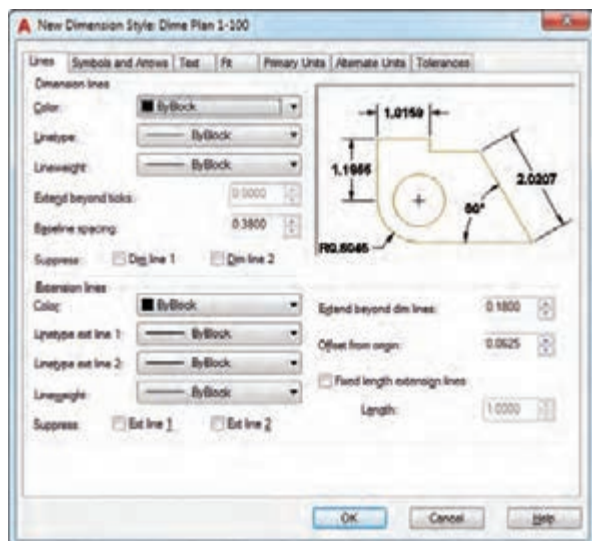 New Dimension Style: Dime Plan 1-100
Lines Symbols and Arrows Text Fit Primary Units Alternate Units Tolerances
Dimension lines
Color: ByBlock
Linetype: ByBlock
Lineweight: ByBlock
Extend beyond ticks: 0.0000
Baseline spacing: 0.3800
Suppress: Dim line 1 Dim line 2
1.0159
1.1955
2.0207
60°
R0.8045
Extension lines
Color: ByBlock
Linetype ext line 1: ByBlock
Linetype ext line 2: ByBlock
Lineweight: ByBlock
Suppress: Ext line 1 Ext line 2
Extend beyond dim lines: 0.1800
Offset from origin: 0.0625
Fixed length extension lines
Length: 1.0000
OK Cancel Help